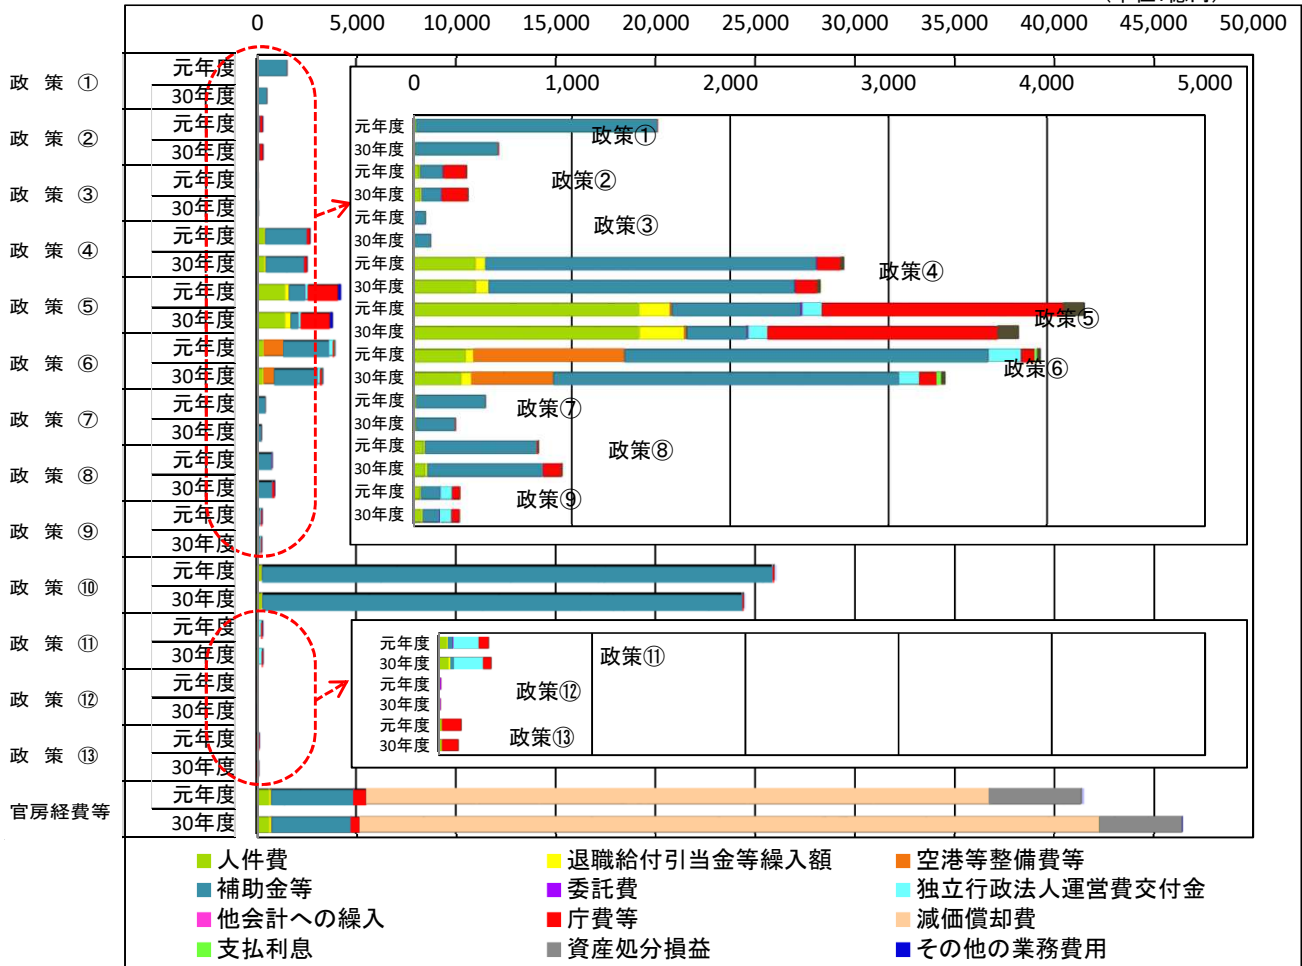 0 5,000 10,000 15,000 20,000 25,000 30,000 35,000 40,000 45,000 50,000
政 策 ① 元年度
30年度
政 策 ② 元年度
30年度
政 策 ③ 元年度
30年度
政 策 ④ 元年度
30年度
政 策 ⑤ 元年度
30年度
政 策 ⑥ 元年度
30年度
政 策 ⑦ 元年度
30年度
政 策 ⑧ 元年度
30年度
政 策 ⑨ 元年度
30年度
政 策 ⑩ 元年度
30年度
政 策 ⑪ 元年度
30年度
政 策 ⑫ 元年度
30年度
政 策 ⑬ 元年度
30年度
官房経費等 元年度
30年度
0 1,000 2,000 3,000 4,000 5,000
元年度 政策①
30年度
元年度 政策②
30年度
元年度 政策③
30年度
元年度 政策④
30年度
元年度 政策⑤
30年度
元年度 政策⑥
30年度
元年度 政策⑦
30年度
元年度 政策⑧
30年度
元年度 政策⑨
30年度
元年度 政策⑪
30年度
元年度 政策⑫
30年度
元年度 政策⑬
30年度
人件費 退職給付引当金等繰入額 空港等整備費等
補助金等 委託費 独立行政法人運営費交付金
他会計への繰入 庁費等 減価償却費
支払利息 資産処分損益 その他の業務費用